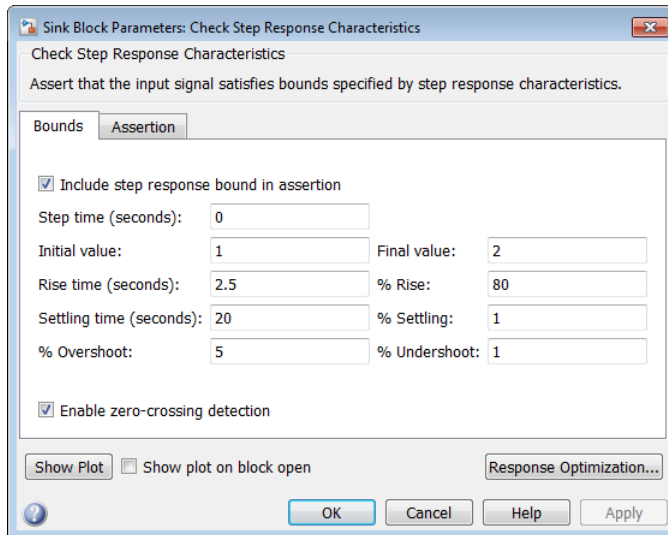 Sink Block Parameters: Check Step Response Characteristics
Check Step Response Characteristics
Assert that the input signal satisfies bounds specified by step response characteristics.
Bounds Assertion
Include step response bound in assertion
Step time (seconds): 0
Initial value: 1 Final value: 2
Rise time (seconds): 2.5 % Rise: 80
Settling time (seconds): 20 % Settling: 1
% Overshoot: 5 % Undershoot: 1
Enable zero-crossing detection
Show Plot Show plot on block open Response Optimization...
? OK Cancel Help Apply